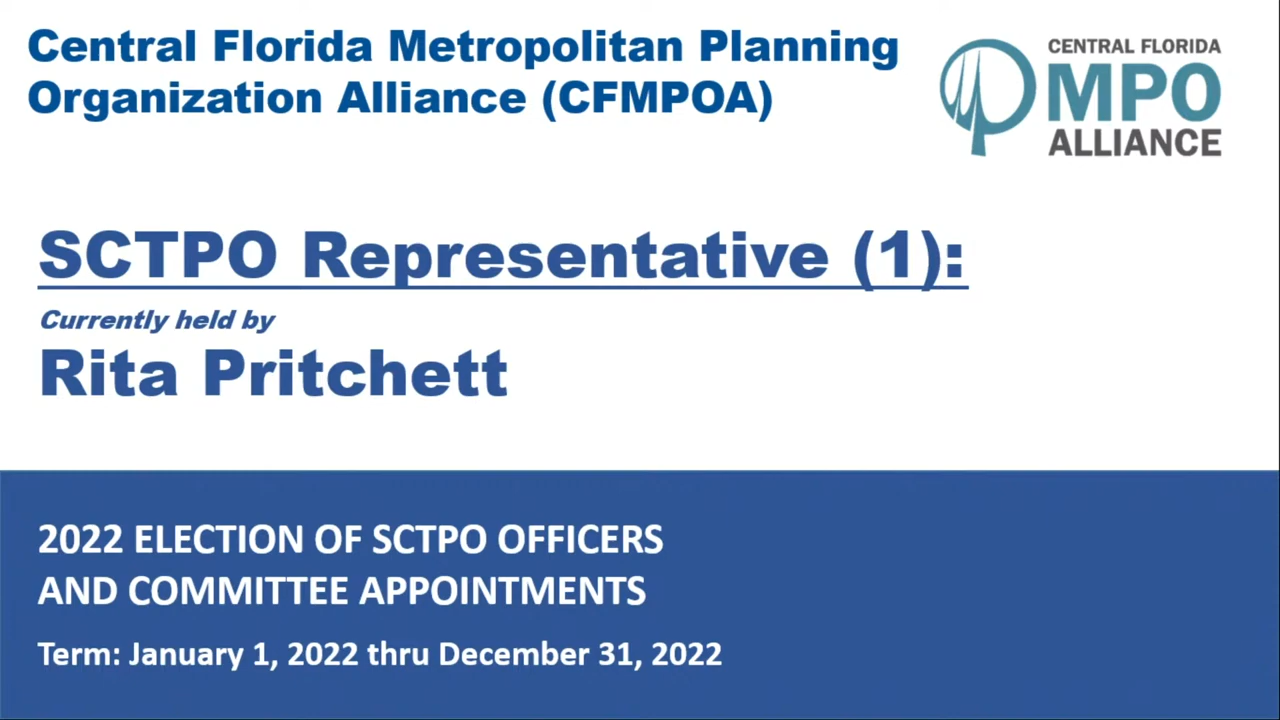 Central Florida Metropolitan Planning
Organization Alliance (CFMPOA)
CENTRAL FLORIDA
MPO
ALLIANCE
SCTPO Representative (1):
Currently held by
Rita Pritchett
2022 ELECTION OF SCTPO OFFICERS
AND COMMITTEE APPOINTMENTS
Term: January 1, 2022 thru December 31, 2022